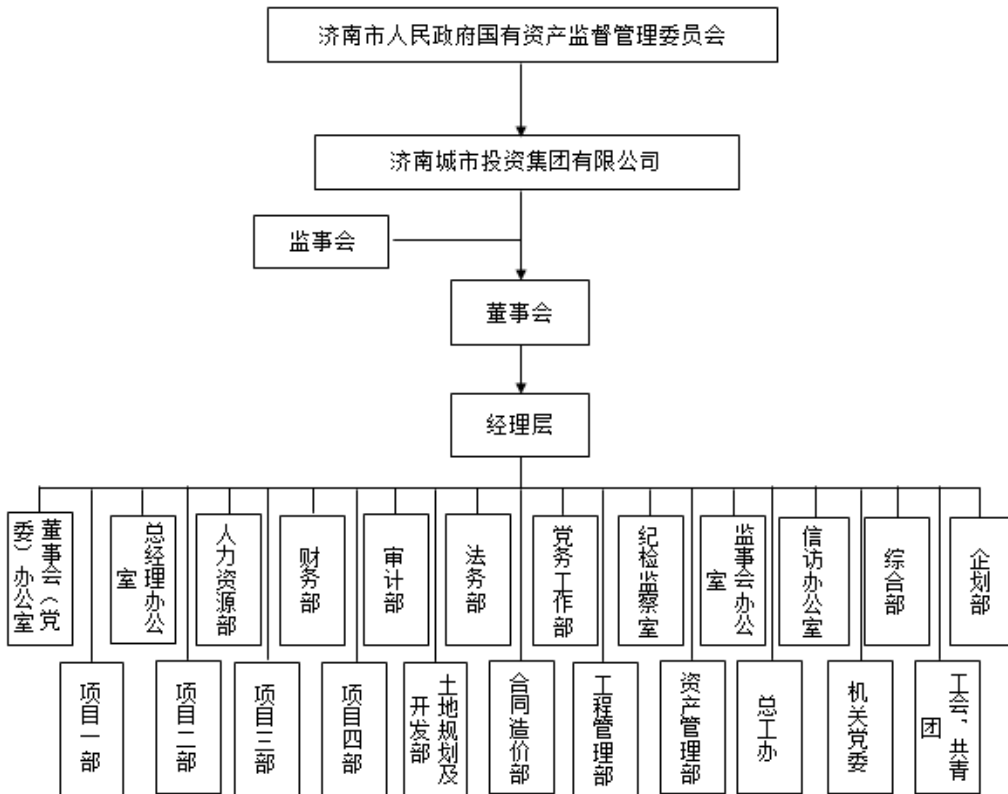 济南市人民政府国有资产监督管理委员会
济南城市投资集团有限公司
监事会
董事会
经理层
董事会（党
委）办公室
总经理办公
室
人力资源部
财务部
审计部
法务部
党务工作部
纪检监察室
监事会办公
室
信访办公室
综合部
企划部
项目一部
项目二部
项目三部
项目四部
土地规划及
开发部
合同造价部
工程管理部
资产管理部
总工办
机关党委
工会，共青
团